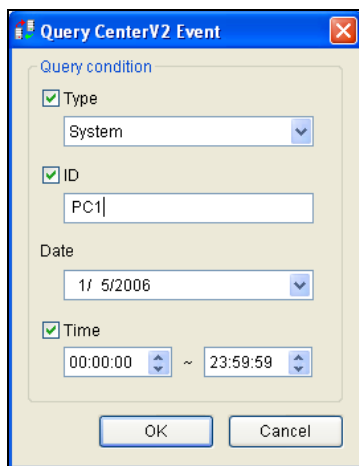 Query CenterV2 Event
Query condition
Type
System
ID
PC1
Date
1/ 5/2006
Time
00:00:00 ~ 23:59:59
OK Cancel